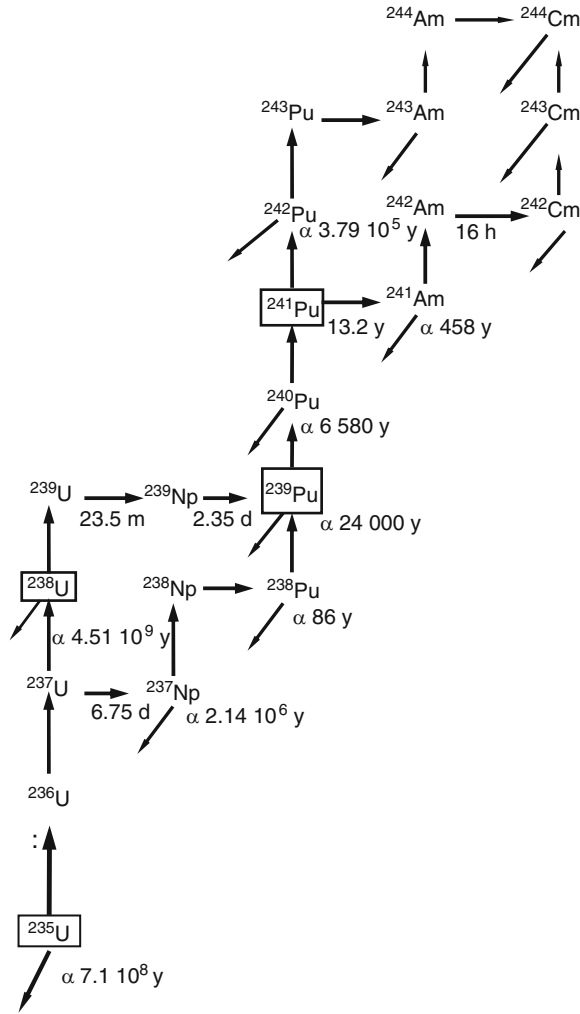 ²⁴⁴Am ²⁴⁴Cm
²⁴³Pu ²⁴³Am ²⁴³Cm
²⁴²Pu ²⁴²Am ²⁴²Cm
α 3.79 10⁵ y 16 h
²⁴¹Pu ²⁴¹Am
13.2 y α 458 y
²⁴⁰Pu
α 6 580 y
²³⁹U ²³⁹Np ²³⁹Pu
23.5 m 2.35 d α 24 000 y
²³⁸U ²³⁸Np ²³⁸Pu
α 86 y
α 4.51 10⁹ y
²³⁷U ²³⁷Np
6.75 d α 2.14 10⁶ y
²³⁶U
:
²³⁵U
α 7.1 10⁸ y